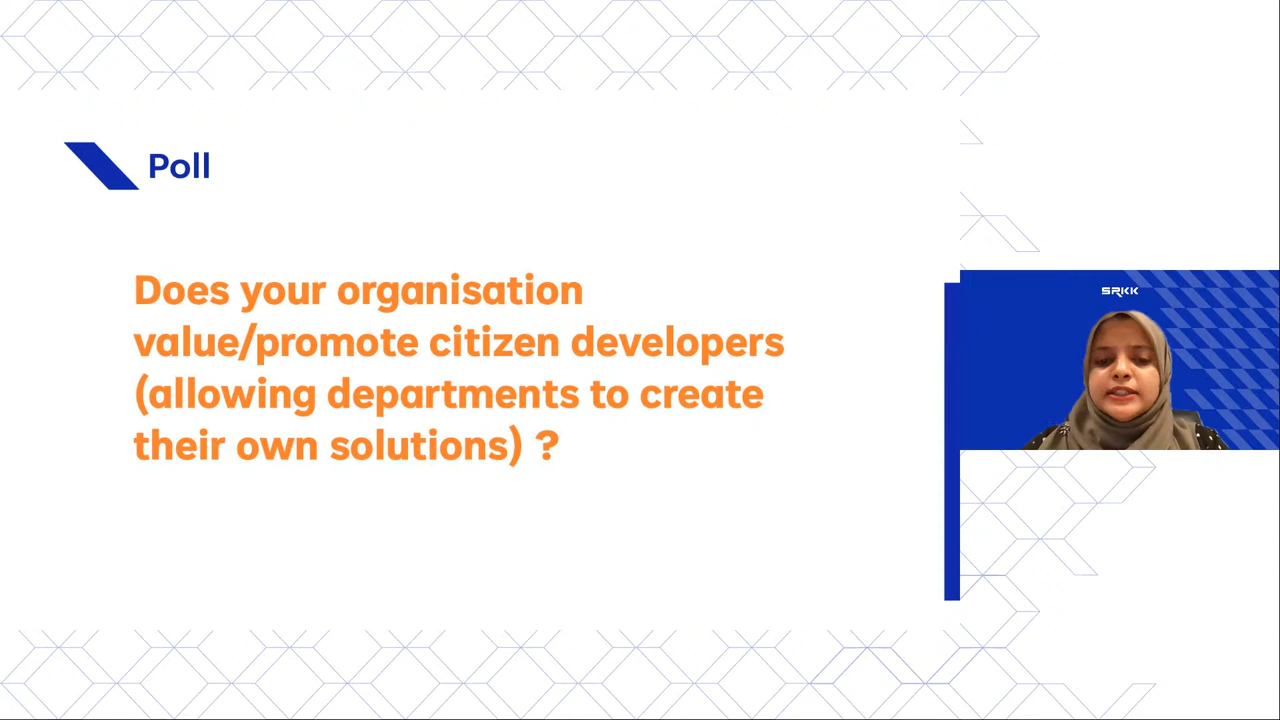 Poll
Does your organisation
value/promote citizen developers
(allowing departments to create
their own solutions) ?
SRKK